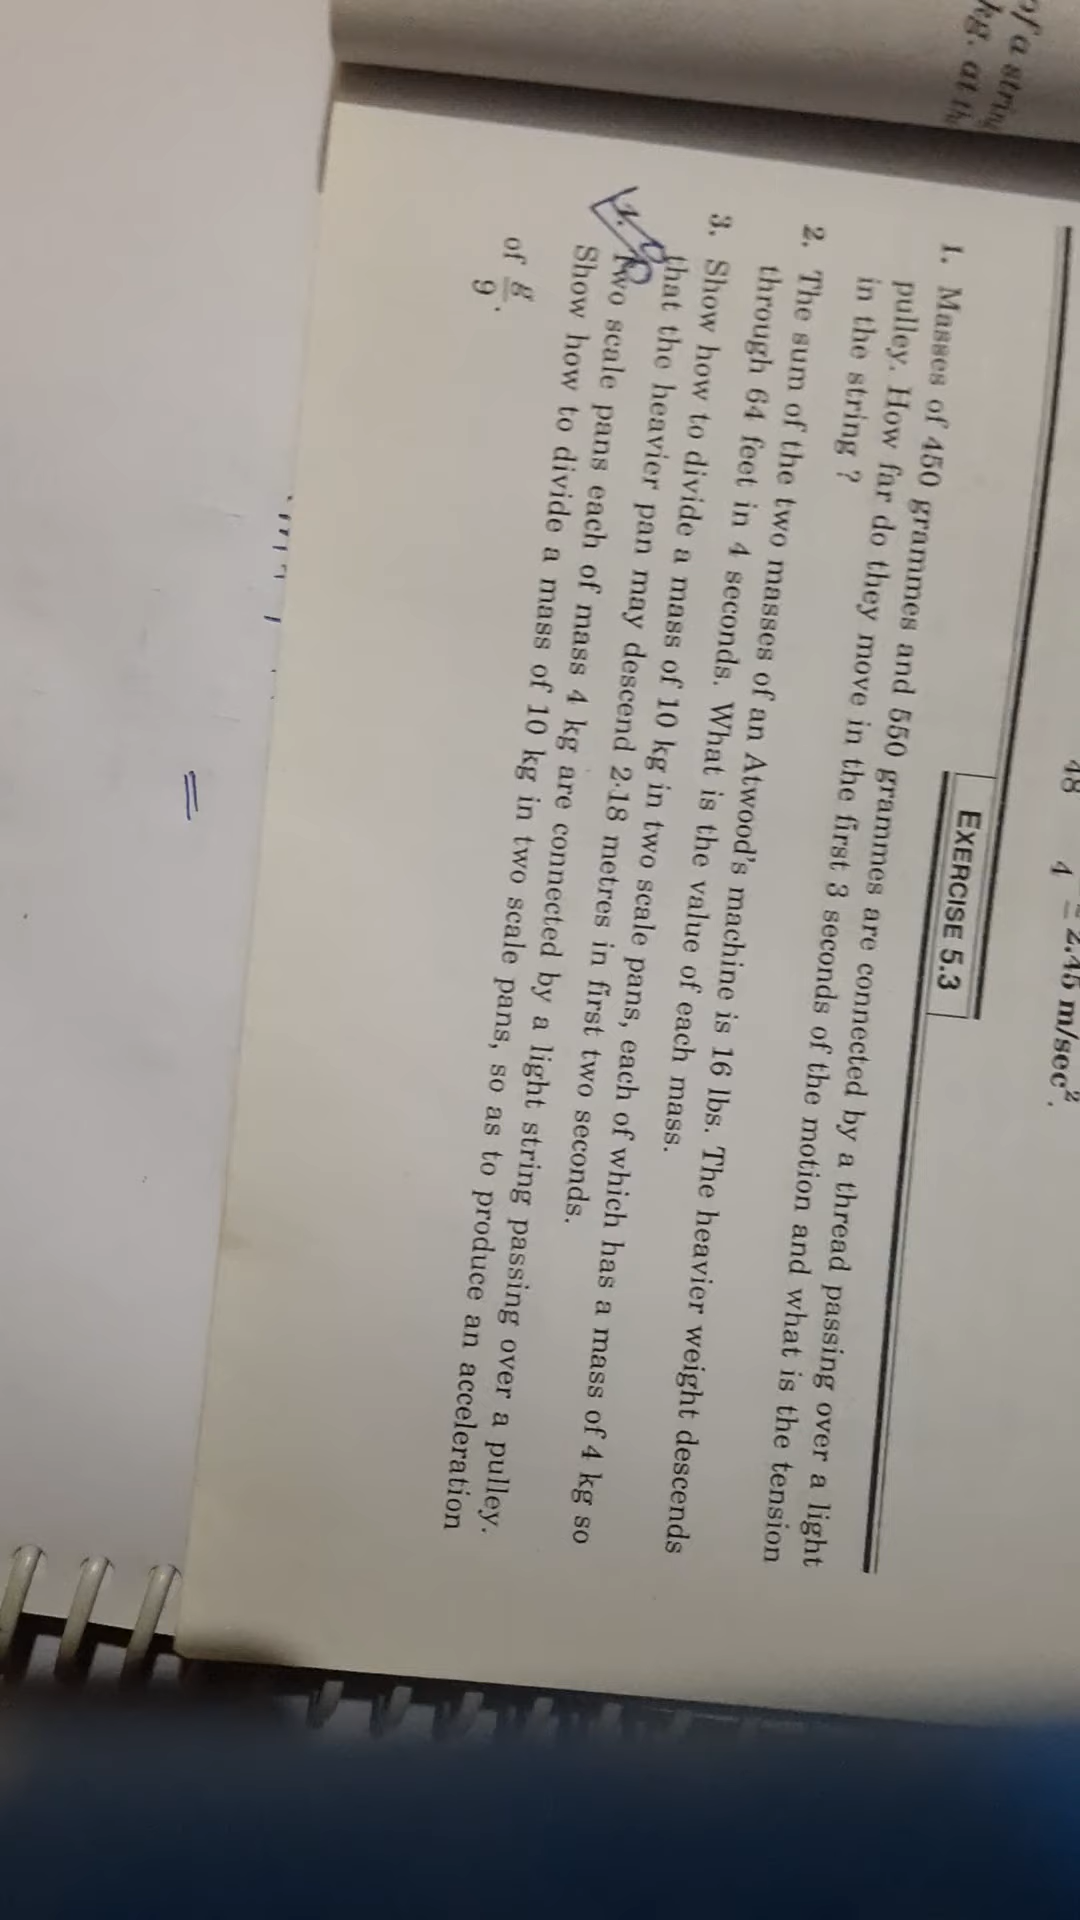 of a string
kg. at th
48 4 = 2.45 m/sec².
EXERCISE 5.3
1. Masses of 450 grammes and 550 grammes are connected by a thread passing over a light
pulley. How far do they move in the first 3 seconds of the motion and what is the tension
in the string ?
2. The sum of the two masses of an Atwood's machine is 16 lbs. The heavier weight descends
through 64 feet in 4 seconds. What is the value of each mass.
3. Show how to divide a mass of 10 kg in two scale pans, each of which has a mass of 4 kg so
that the heavier pan may descend 2·18 metres in first two seconds.
Two scale pans each of mass 4 kg are connected by a light string passing over a pulley.
Show how to divide a mass of 10 kg in two scale pans, so as to produce an acceleration
of g/9.